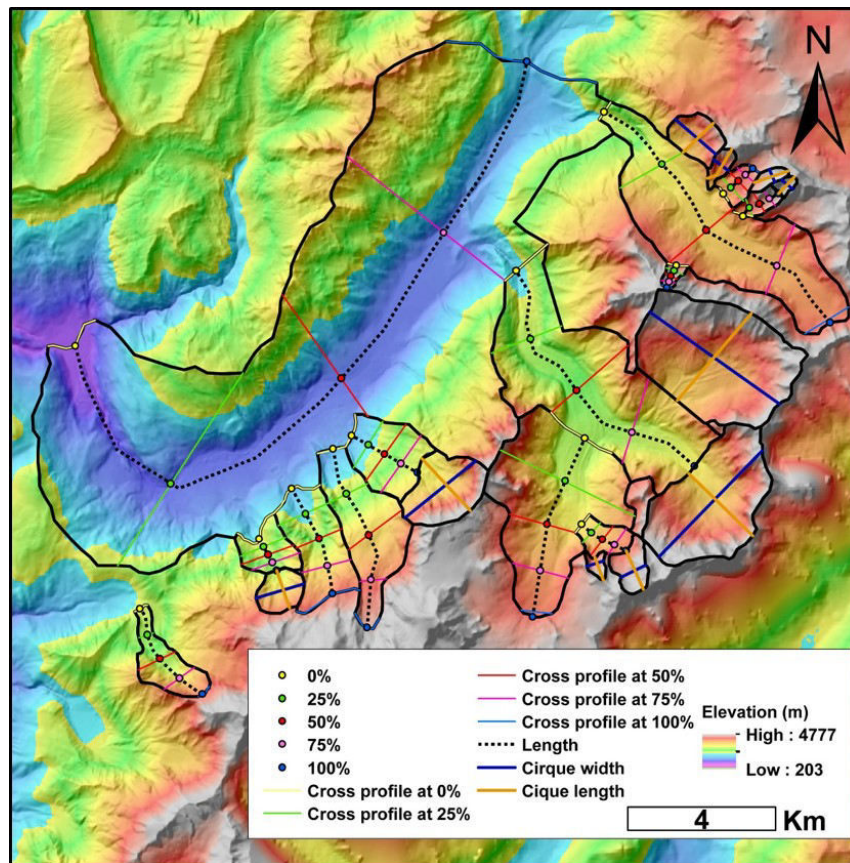 N
0%
25%
50%
75%
100%
Cross profile at 0%
Cross profile at 25%
Cross profile at 50%
Cross profile at 75%
Cross profile at 100%
Length
Cirque width
Cique length
Elevation (m)
High : 4777
Low : 203
4 Km